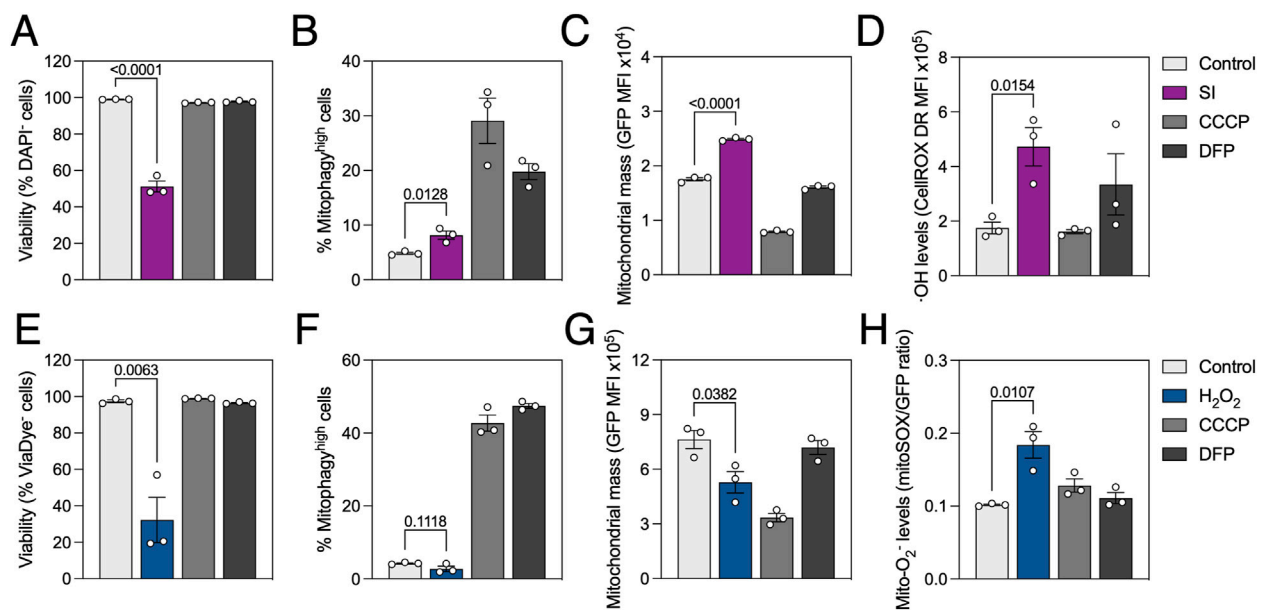 A
Viability (% DAPI⁻ cells)
120
100
80
60
40
20
0
<0.0001
B
% Mitophagyhigh cells
40
30
20
10
0
0.0128
C
Mitochondrial mass (GFP MFI x10⁴)
4
3
2
1
0
<0.0001
D
·OH levels (CellROX DR MFI x10⁵)
8
6
4
2
0
0.0154
Control
SI
CCCP
DFP
E
Viability (% ViaDye⁻ cells)
120
100
80
60
40
20
0
0.0063
F
% Mitophagyhigh cells
60
40
20
0
0.1118
G
Mitochondrial mass (GFP MFI x10⁵)
12
9
6
3
0
0.0382
H
Mito-O₂⁻ levels (mitoSOX/GFP ratio)
0.3
0.2
0.1
0.0
0.0107
Control
H₂O₂
CCCP
DFP